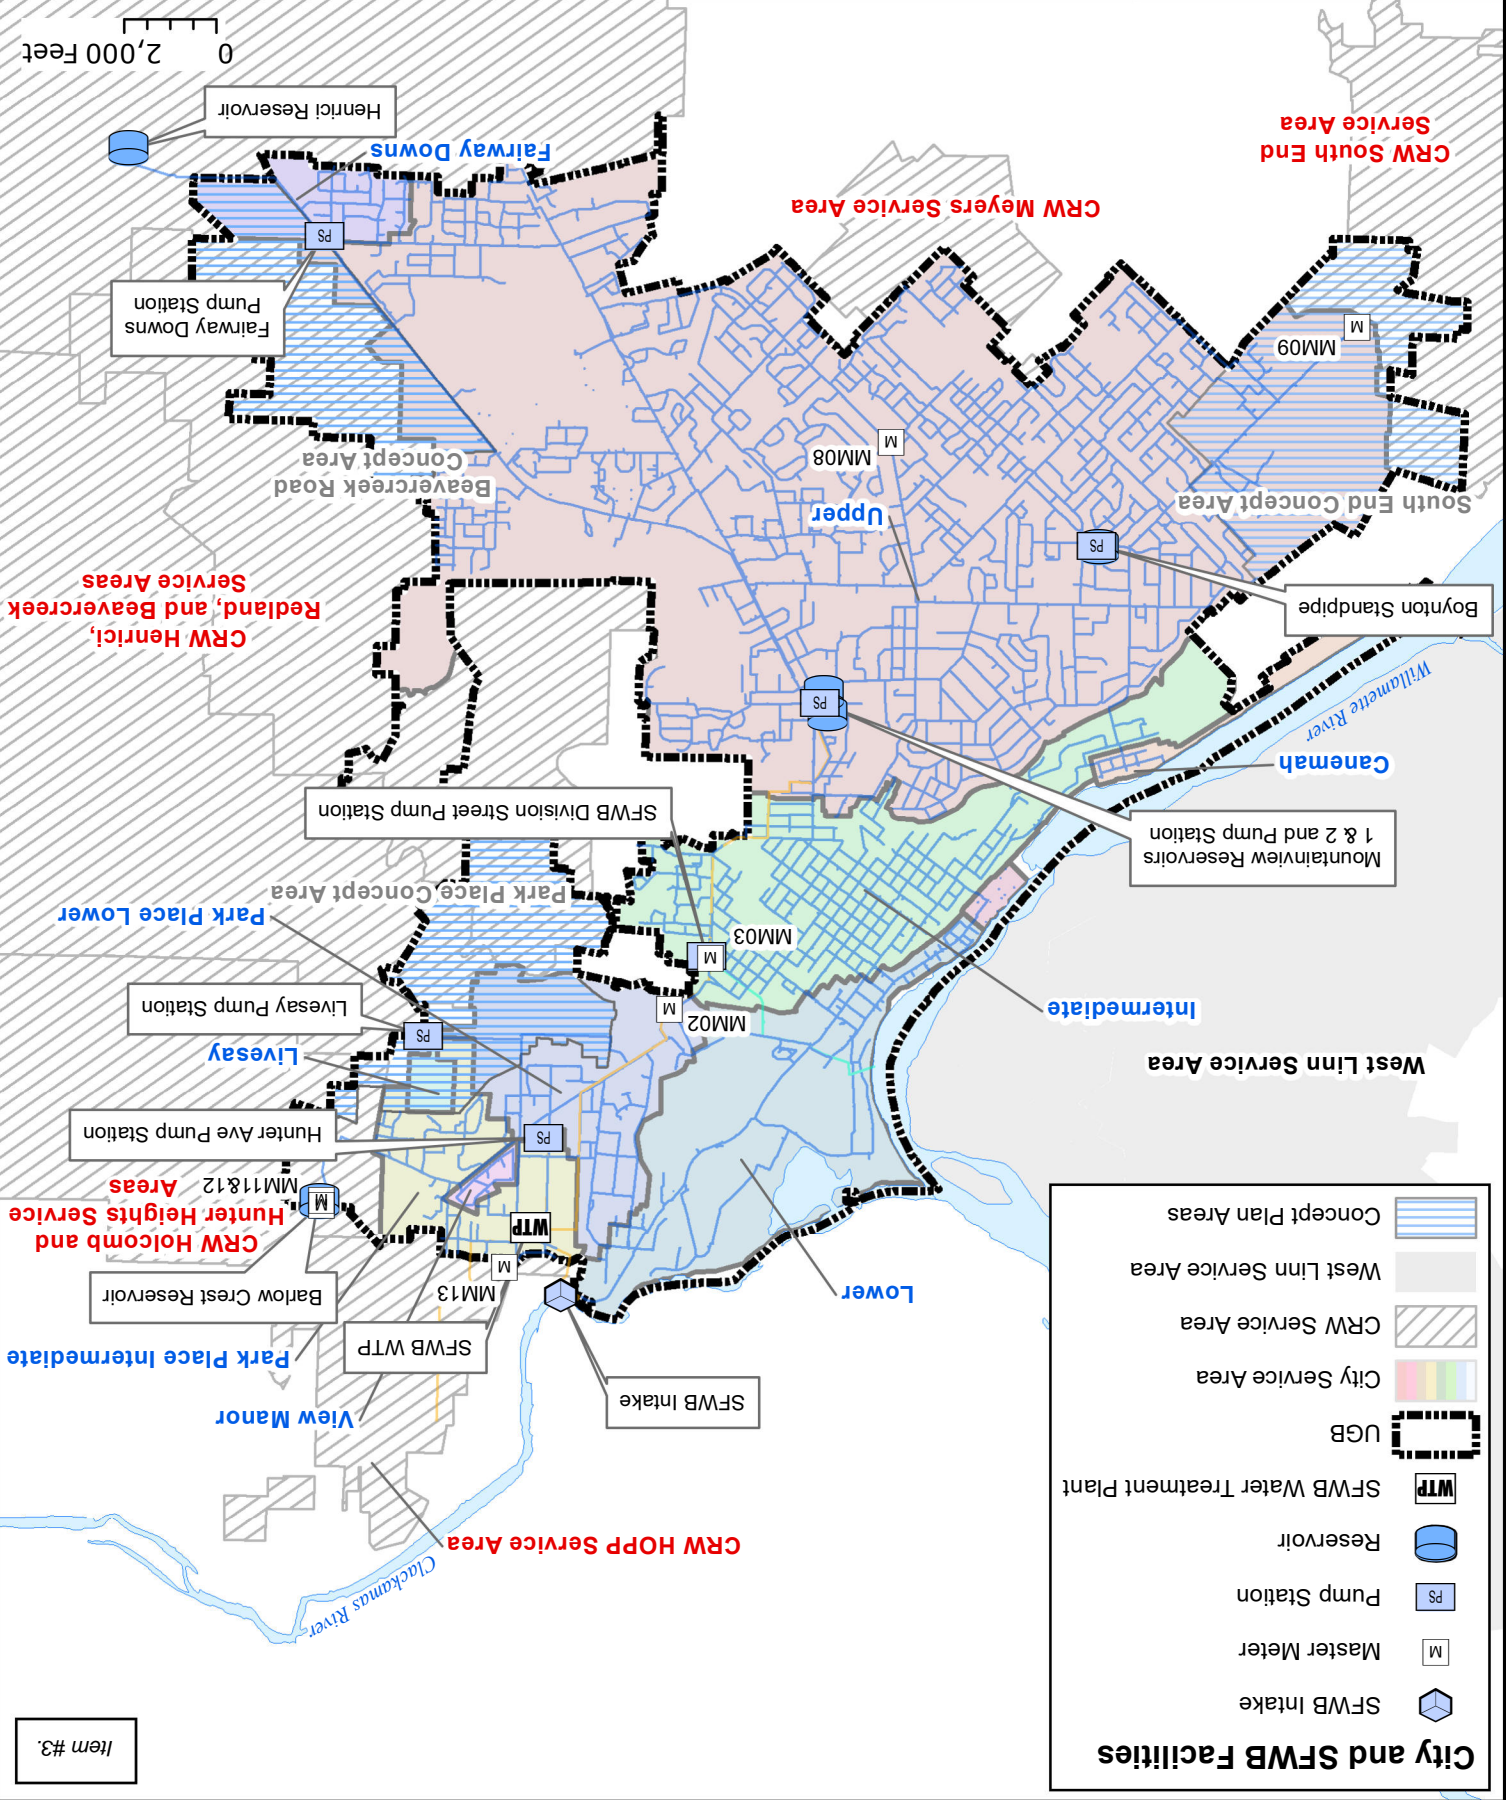 City and SFWB Facilities
SFWB Intake
M
Master Meter
PS
Pump Station
Reservoir
WTP
SFWB Water Treatment Plant
UGB
City Service Area
CRW Service Area
West Linn Service Area
Concept Plan Areas
Item #3.
Clackamas River
CRW HOPP Service Area
View Manor
SFWB Intake
Park Place Intermediate
SFWB WTP
Barlow Crest Reservoir
MM13
M
Lower
CRW Holcomb and
Hunter Heights Service
Areas
WTP
MM11&12
M
Hunter Ave Pump Station
PS
Livesay
West Linn Service Area
PS
Livesay Pump Station
MM02
M
Intermediate
M
MM03
Park Place Lower
Park Place Concept Area
Mountainview Reservoirs
1 & 2 and Pump Station
SFWB Division Street Pump Station
Canemah
Willamette River
PS
CRW Henrici,
Redland, and Beavercreek
Service Areas
Boynton Standpipe
PS
Upper
South End Concept Area
Beavercreek Road
Concept Area
MM08
M
MM09
M
Fairway Downs
Pump Station
PS
CRW Meyers Service Area
CRW South End
Service Area
Fairway Downs
Henrici Reservoir
0
2,000 Feet